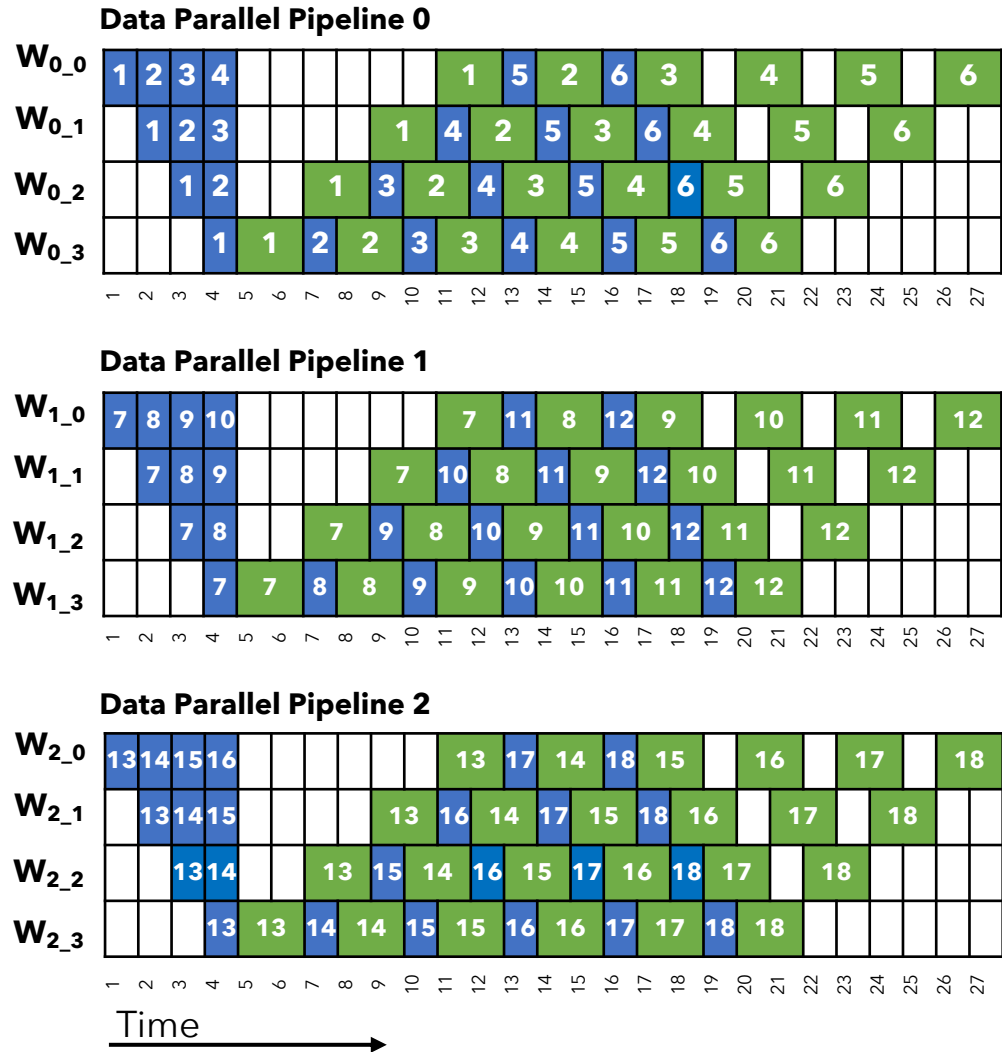 Data Parallel Pipeline 0
W0_0 1 2 3 4 1 5 2 6 3 4 5 6
W0_1 1 2 3 1 4 2 5 3 6 4 5 6
W0_2 1 2 1 3 2 4 3 5 4 6 5 6
W0_3 1 1 2 2 3 3 4 4 5 5 6 6
1 2 3 4 5 6 7 8 9 10 11 12 13 14 15 16 17 18 19 20 21 22 23 24 25 26 27
Data Parallel Pipeline 1
W1_0 7 8 9 10 7 11 8 12 9 10 11 12
W1_1 7 8 9 7 10 8 11 9 12 10 11 12
W1_2 7 8 7 9 8 10 9 11 10 12 11 12
W1_3 7 7 8 8 9 9 10 10 11 11 12 12
1 2 3 4 5 6 7 8 9 10 11 12 13 14 15 16 17 18 19 20 21 22 23 24 25 26 27
Data Parallel Pipeline 2
W2_0 13 14 15 16 13 17 14 18 15 16 17 18
W2_1 13 14 15 13 16 14 17 15 18 16 17 18
W2_2 13 14 13 15 14 16 15 17 16 18 17 18
W2_3 13 13 14 14 15 15 16 16 17 17 18 18
1 2 3 4 5 6 7 8 9 10 11 12 13 14 15 16 17 18 19 20 21 22 23 24 25 26 27
Time